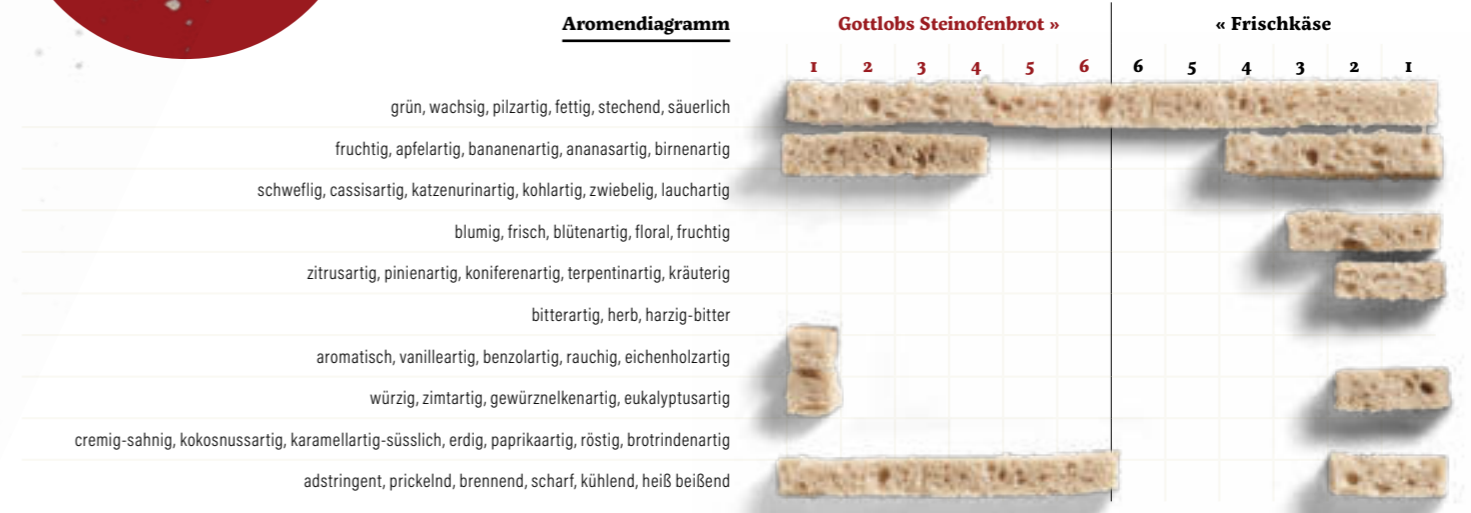 Aromendiagramm Gottlobs Steinofenbrot » « Frischkäse
1 2 3 4 5 6 6 5 4 3 2 1
grün, wachsig, pilzartig, fettig, stechend, säuerlich
fruchtig, apfelartig, bananenartig, ananasartig, birnenartig
schweflig, cassisartig, katzenurinartig, kohlartig, zwiebelig, lauchartig
blumig, frisch, blütenartig, floral, fruchtig
zitrusartig, pinienartig, koniferenartig, terpentinartig, kräuterig
bitterartig, herb, harzig-bitter
aromatisch, vanilleartig, benzolartig, rauchig, eichenholzartig
würzig, zimtartig, gewürznelkenartig, eukalyptusartig
cremig-sahnig, kokosnussartig, karamellartig-süsslich, erdig, paprikaartig, röstig, brotrindenartig
adstringent, prickelnd, brennend, scharf, kühlend, heiß beißend